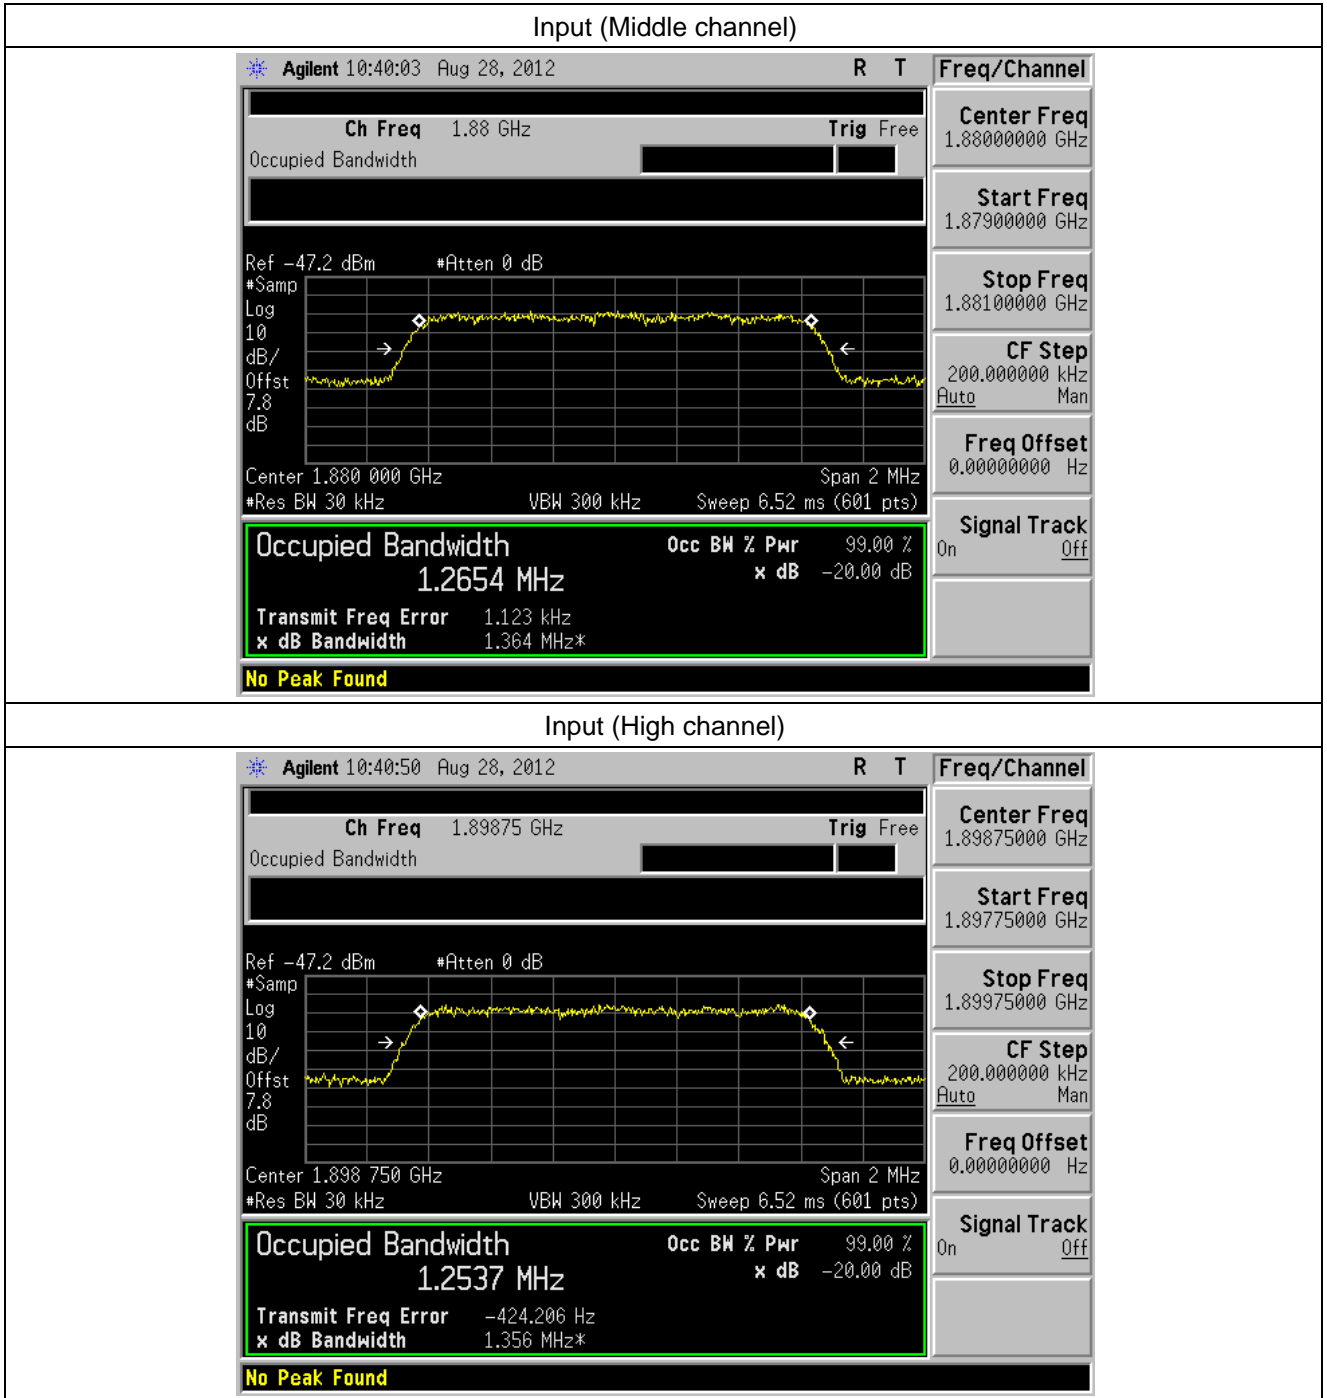 Input (Middle channel)
Agilent 10:40:03 Aug 28, 2012 R T Freq/Channel
Ch Freq 1.88 GHz Trig Free
Occupied Bandwidth
Center Freq
1.88000000 GHz
Start Freq
1.87900000 GHz
Stop Freq
1.88100000 GHz
CF Step
200.000000 kHz
Auto Man
Freq Offset
0.00000000 Hz
Signal Track
On Off
Ref -47.2 dBm #Atten 0 dB
#Samp
Log
10
dB/
Offst
7.8
dB
Center 1.880 000 GHz Span 2 MHz
#Res BW 30 kHz VBW 300 kHz Sweep 6.52 ms (601 pts)
Occupied Bandwidth Occ BW % Pwr 99.00 %
1.2654 MHz x dB -20.00 dB
Transmit Freq Error 1.123 kHz
x dB Bandwidth 1.364 MHz*
No Peak Found
Input (High channel)
Agilent 10:40:50 Aug 28, 2012 R T Freq/Channel
Ch Freq 1.89875 GHz Trig Free
Occupied Bandwidth
Center Freq
1.89875000 GHz
Start Freq
1.89775000 GHz
Stop Freq
1.89975000 GHz
CF Step
200.000000 kHz
Auto Man
Freq Offset
0.00000000 Hz
Signal Track
On Off
Ref -47.2 dBm #Atten 0 dB
#Samp
Log
10
dB/
Offst
7.8
dB
Center 1.898 750 GHz Span 2 MHz
#Res BW 30 kHz VBW 300 kHz Sweep 6.52 ms (601 pts)
Occupied Bandwidth Occ BW % Pwr 99.00 %
1.2537 MHz x dB -20.00 dB
Transmit Freq Error -424.206 Hz
x dB Bandwidth 1.356 MHz*
No Peak Found